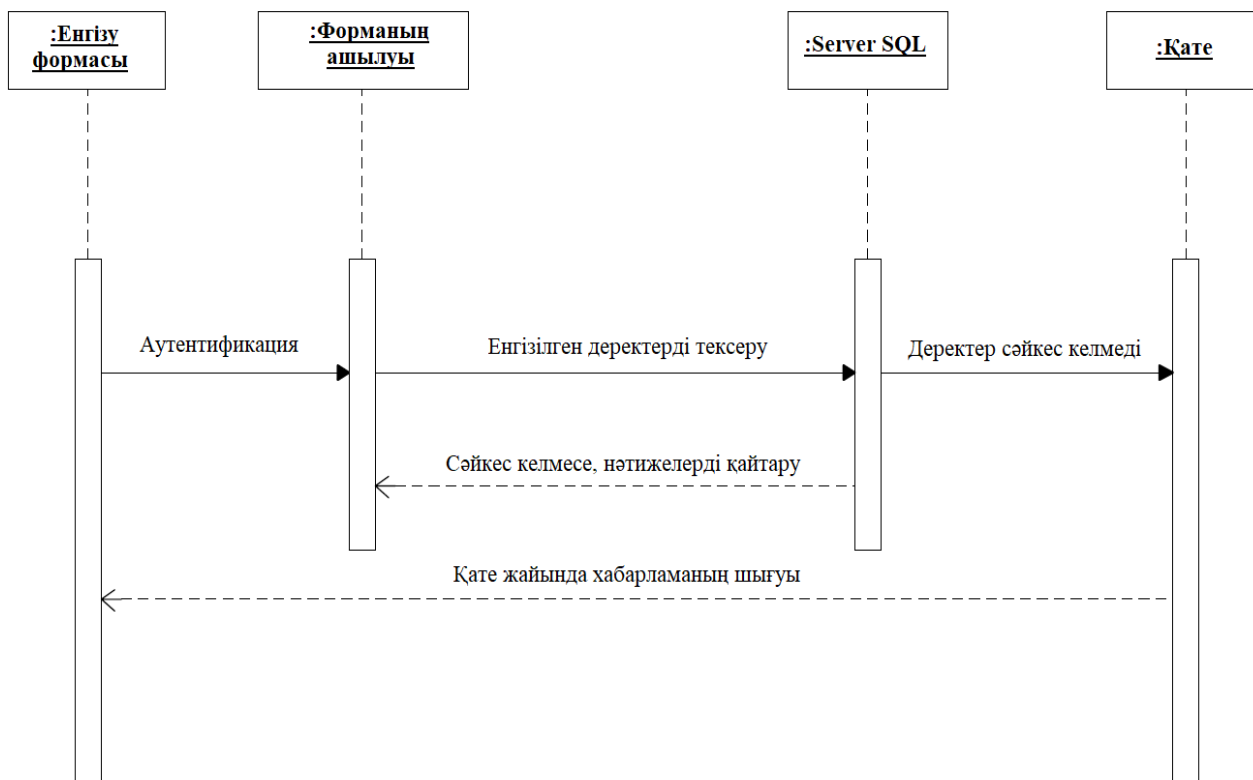 :Енгізу
формасы
:Форманың
ашылуы
:Server SQL
:Қате
Аутентификация
Енгізілген деректерді тексеру
Деректер сәйкес келмеді
Сәйкес келмесе, нәтижелерді қайтару
Қате жайында хабарламаның шығуы